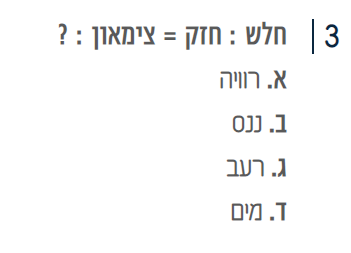 3 חלש : חזק = צימאון : ?
א. רוויה
ב. ננס
ג. רעב
ד. מים